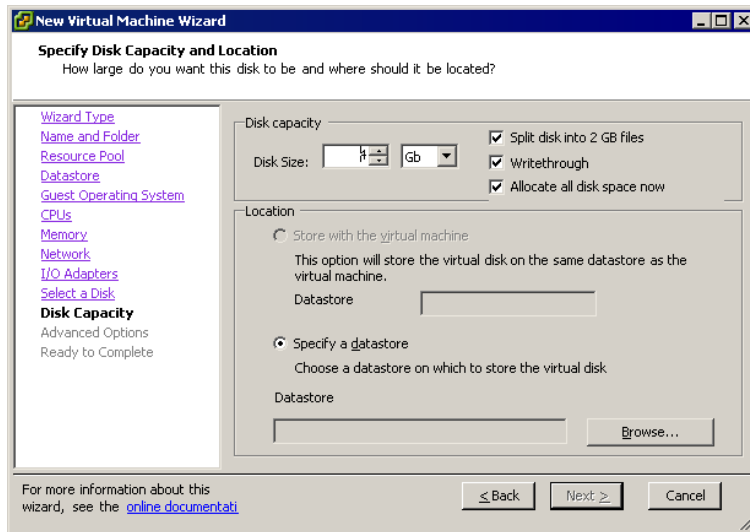 New Virtual Machine Wizard
Specify Disk Capacity and Location
How large do you want this disk to be and where should it be located?
Wizard Type
Name and Folder
Resource Pool
Datastore
Guest Operating System
CPUs
Memory
Network
I/O Adapters
Select a Disk
Disk Capacity
Advanced Options
Ready to Complete
Disk capacity
Disk Size:
Gb
Split disk into 2 GB files
Writethrough
Allocate all disk space now
Location
Store with the virtual machine
This option will store the virtual disk on the same datastore as the
virtual machine.
Datastore
Specify a datastore
Choose a datastore on which to store the virtual disk
Datastore
Browse...
For more information about this
wizard, see the online documentati
< Back
Next >
Cancel